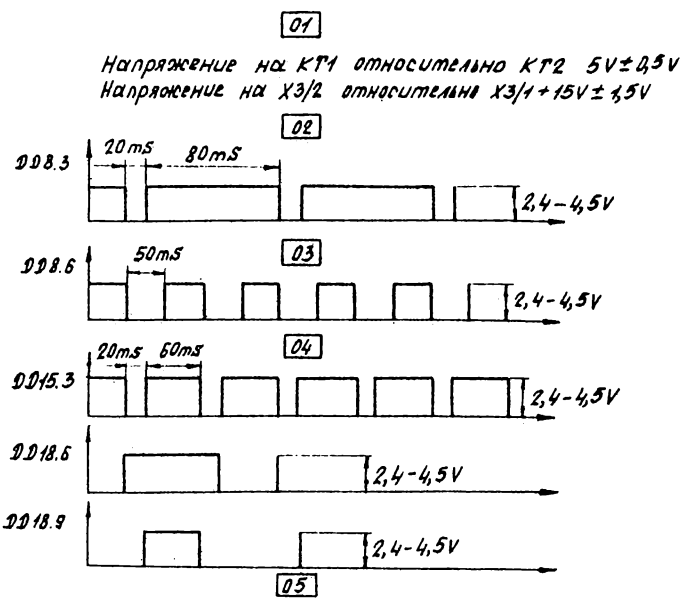 01
Напряжение на КТ1 относительно КТ2 5V±0,5V
Напряжение на X3/2 относительно X3/1 +15V±1,5V
02
DD8.3
20ms
80ms
2,4-4,5V
03
DD8.6
50ms
2,4-4,5V
04
DD15.3
20ms
60ms
2,4-4,5V
DD18.6
2,4-4,5V
DD18.9
2,4-4,5V
05